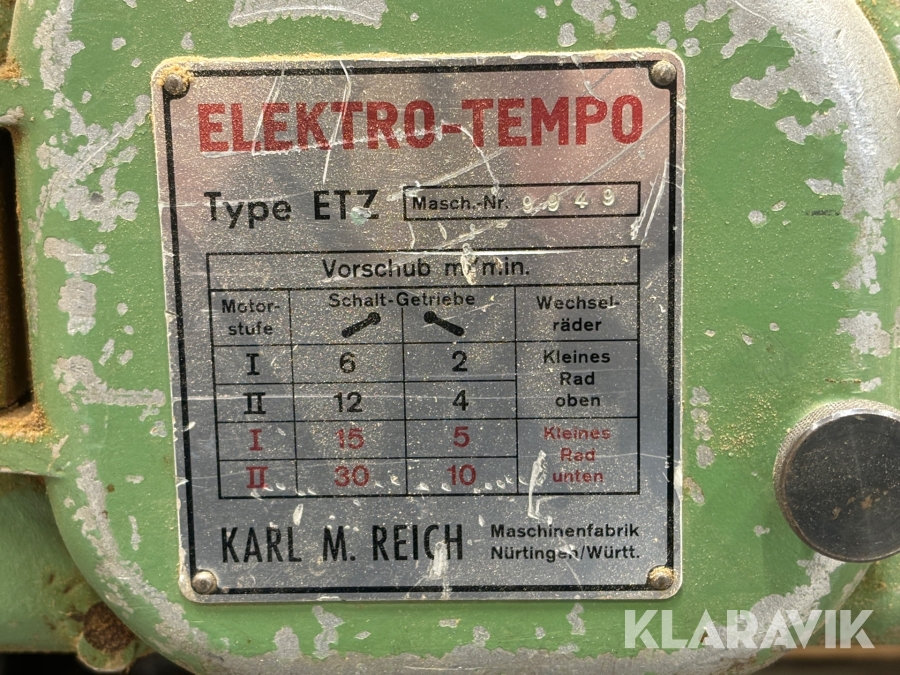 ELEKTRO-TEMPO
Type ETZ Masch.-Nr. 9949
Vorschub m/min.
Motor-stufe Schalt-Getriebe Wechsel-räder
I 6 2 Kleines Rad oben
II 12 4
I 15 5 Kleines Rad unten
II 30 10
KARL M. REICH Maschinenfabrik
Nürtingen/Württ.
KLARAVIK